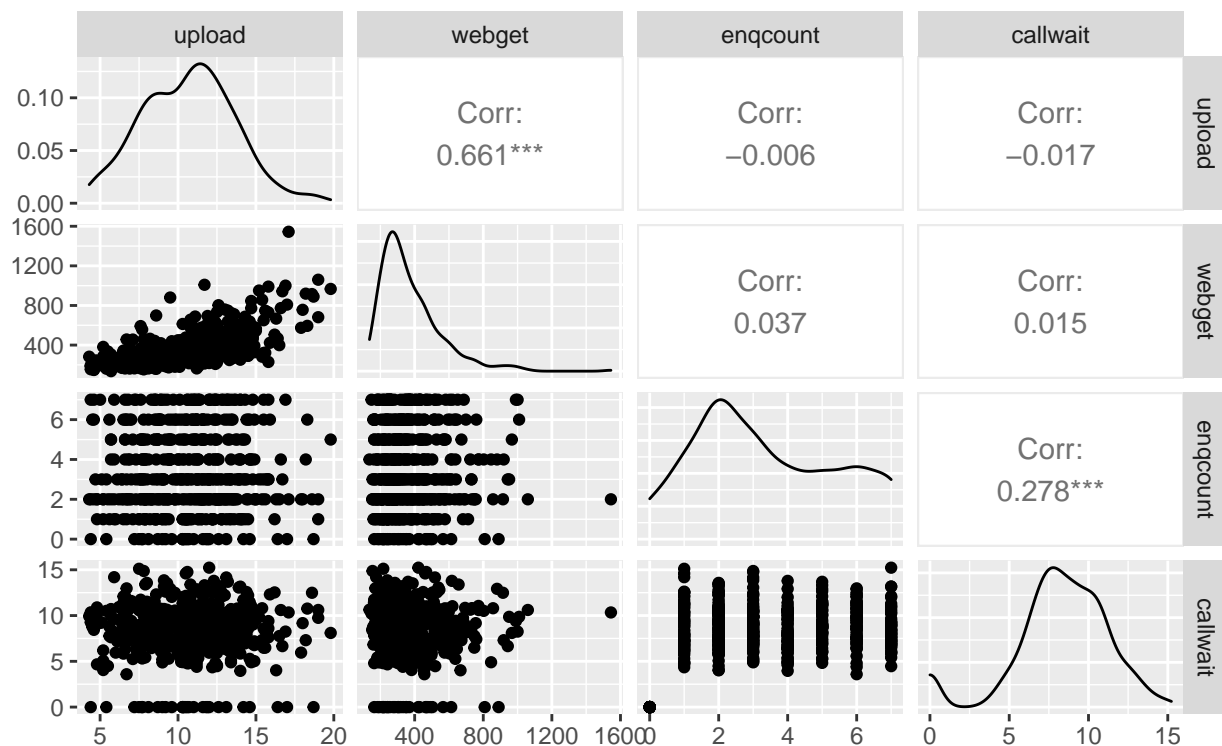 upload webget enqcount callwait
0.10
0.05
0.00
Corr:
0.661***
Corr:
−0.006
Corr:
−0.017
upload
1600
1200
800
400
Corr:
0.037
Corr:
0.015
webget
6
4
2
0
Corr:
0.278***
enqcount
15
10
5
0
callwait
5 10 15 20 400 800 1200 1600 0 2 4 6 0 5 10 15